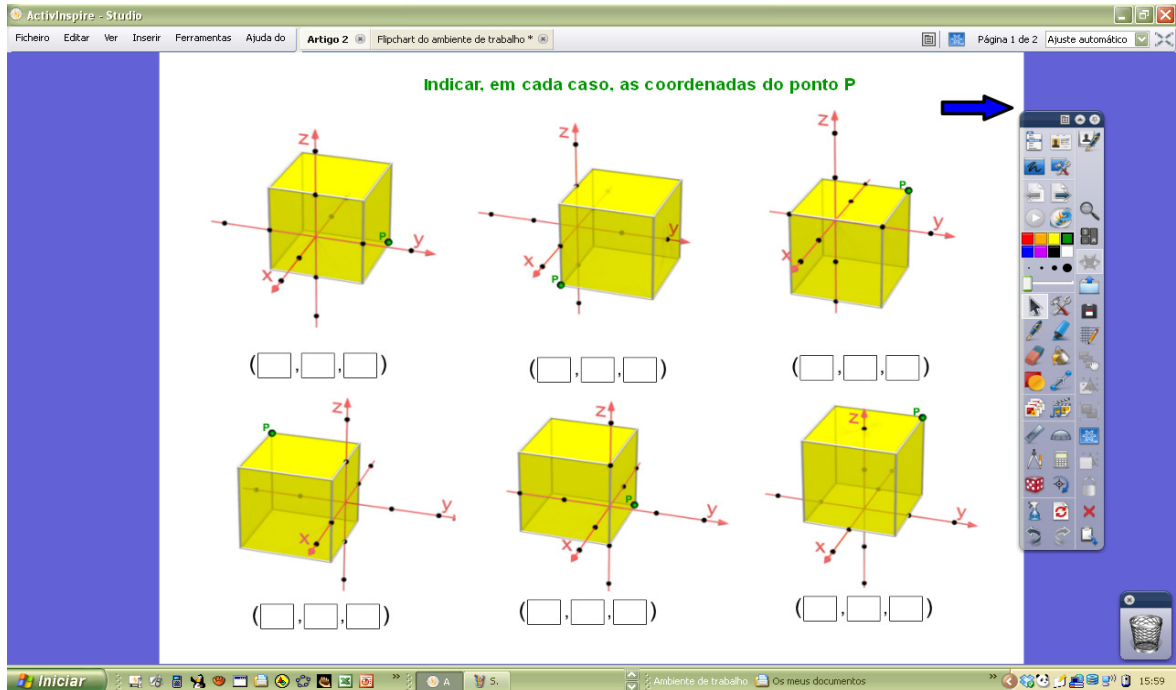 ActivInspire - Studio
Ficheiro Editar Ver Inserir Ferramentas Ajuda do Artigo 2 Flipchart do ambiente de trabalho * Página 1 de 2 Ajuste automático
Indicar, em cada caso, as coordenadas do ponto P
z P y x
z y x P
z P y x
( , , )
( , , )
( , , )
z P y x
z P y x
z P y x
( , , )
( , , )
( , , )
Iniciar » A S. Ambiente de trabalho Os meus documentos » 15:59